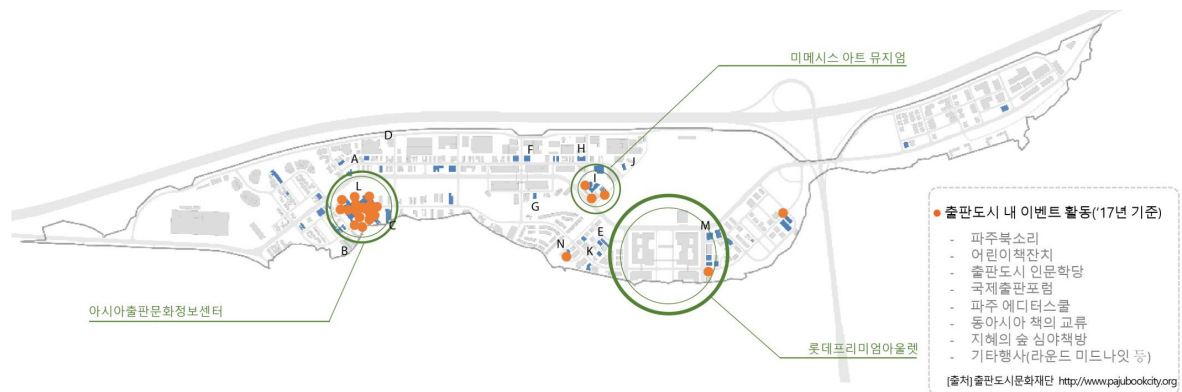 미메시스 아트 뮤지엄
D
A
F
H
J
L
I
G
C
B
E
M
N
K
아시아출판문화정보센터
롯데프리미엄아울렛
● 출판도시 내 이벤트 활동('17년 기준)
- 파주북소리
- 어린이책잔치
- 출판도시 인문학당
- 국제출판포럼
- 파주 에디터스쿨
- 동아시아 책의 교류
- 지혜의 숲 심야책방
- 기타행사(라운드 미드나잇 등)
[출처] 출판도시문화재단 http://www.pajubookcity.org